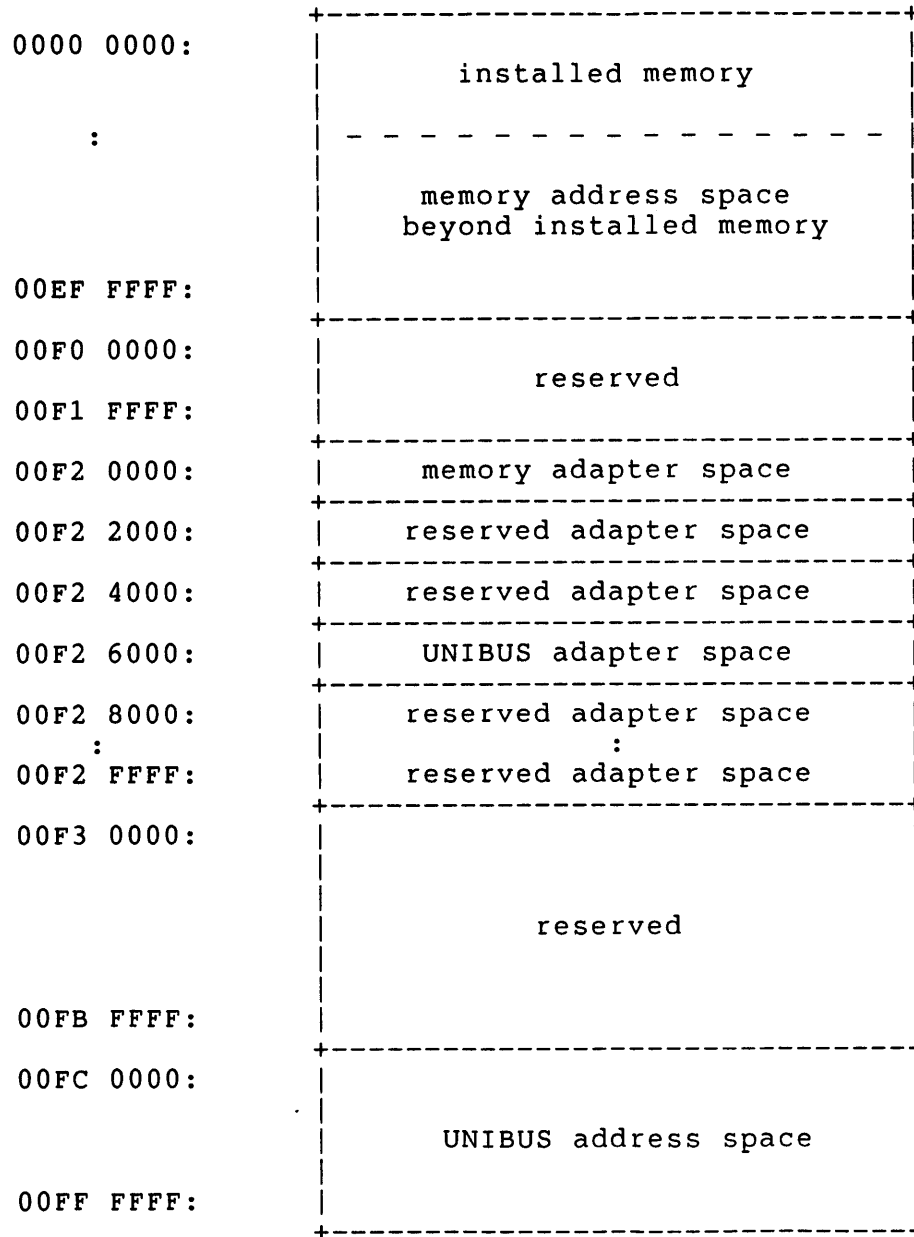 0000 0000:
installed memory
:
memory address space
beyond installed memory
00EF FFFF:
00F0 0000:
reserved
00F1 FFFF:
00F2 0000: memory adapter space
00F2 2000: reserved adapter space
00F2 4000: reserved adapter space
00F2 6000: UNIBUS adapter space
00F2 8000: reserved adapter space
: :
00F2 FFFF: reserved adapter space
00F3 0000:
reserved
00FB FFFF:
00FC 0000:
UNIBUS address space
00FF FFFF: